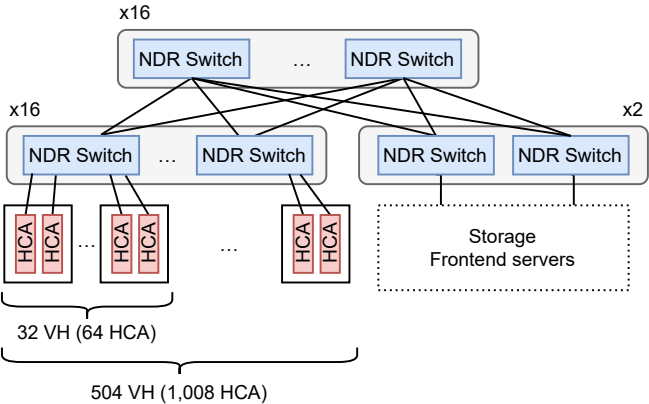 x16
NDR Switch ... NDR Switch
x16
x2
NDR Switch ... NDR Switch
NDR Switch NDR Switch
HCA HCA ... HCA HCA ... HCA HCA
Storage
Frontend servers
32 VH (64 HCA)
504 VH (1,008 HCA)